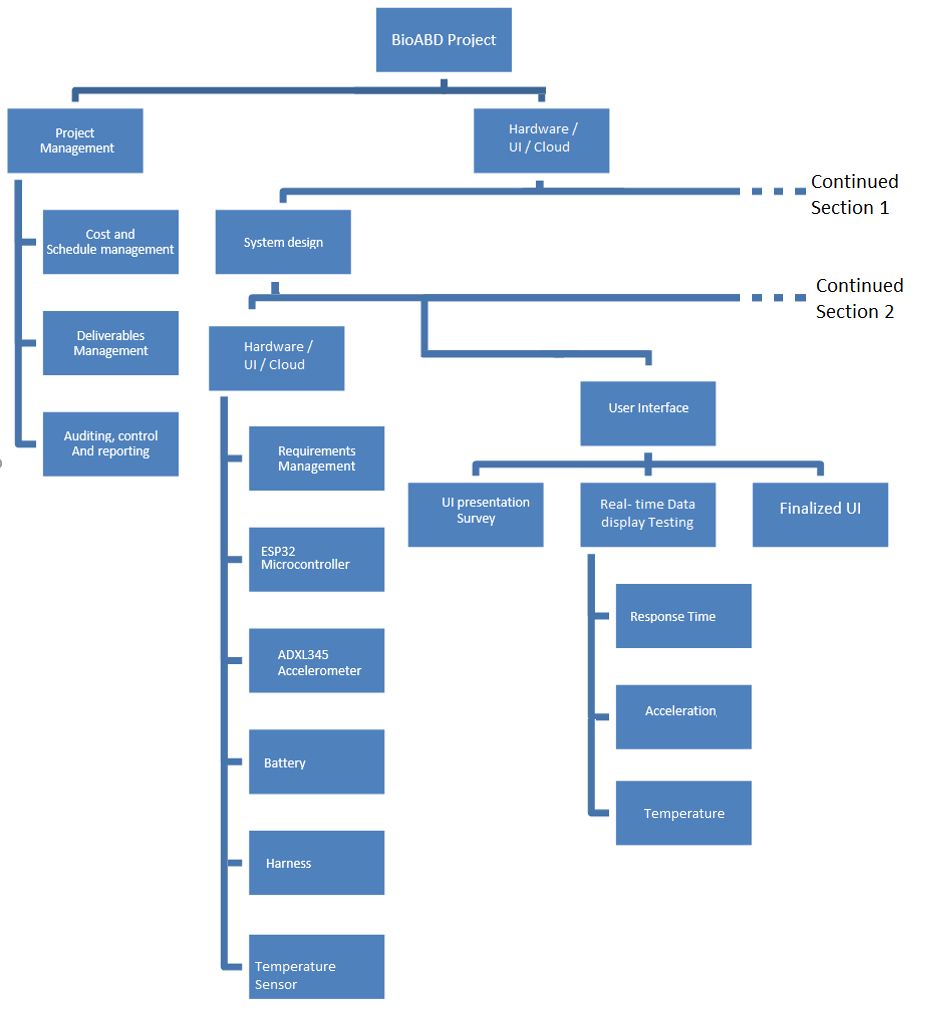 BioABD Project
Project
Management
Hardware /
UI / Cloud
Continued
Section 1
Cost and
Schedule management
System design
Continued
Section 2
Deliverables
Management
Hardware /
UI / Cloud
User Interface
Auditing, control
And reporting
Requirements
Management
UI presentation
Survey
Real- time Data
display Testing
Finalized UI
ESP32
Microcontroller
Response Time
ADXL345
Accelerometer
Acceleration
Battery
Temperature
Harness
Temperature
Sensor